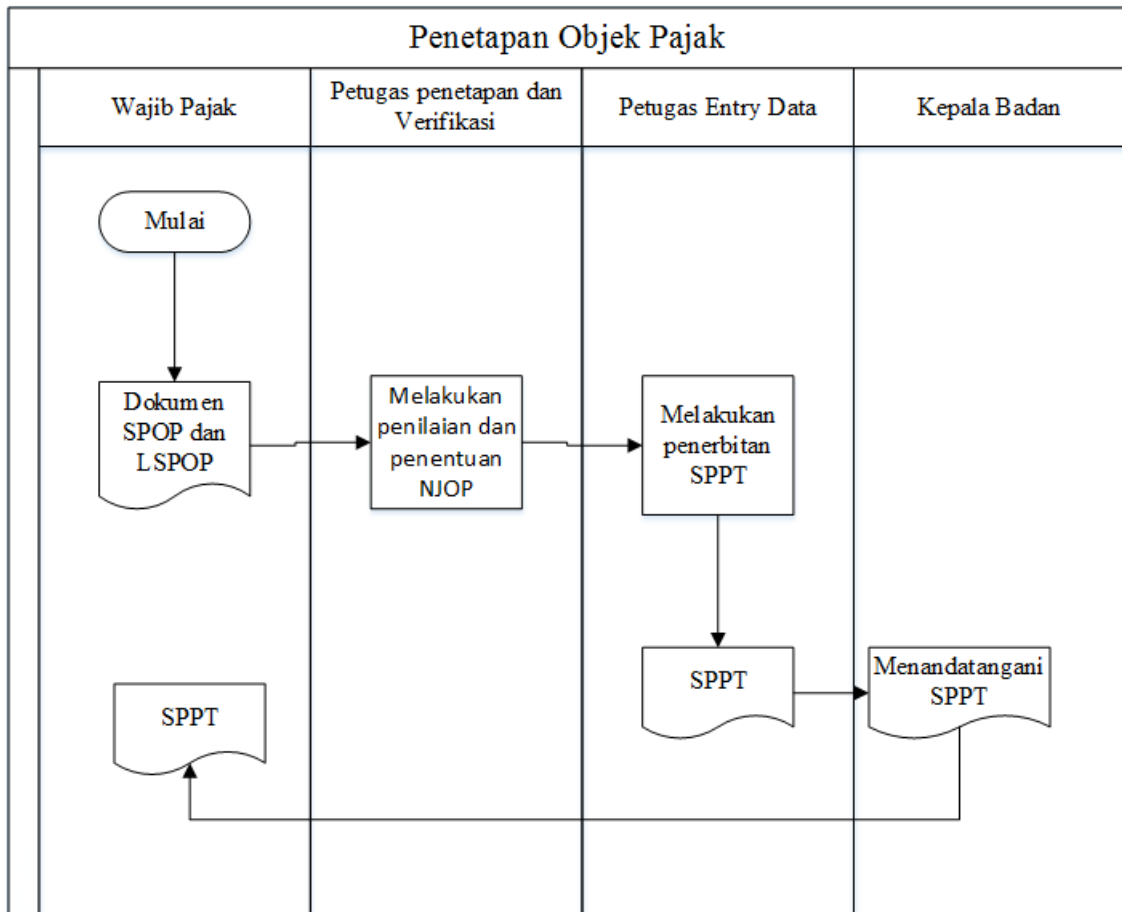 Penetapan Objek Pajak
Wajib Pajak
Petugas penetapan dan
Verifikasi
Petugas Entry Data
Kepala Badan
Mulai
Dokumen
SPOP dan
LSPOP
Melakukan
penilaian dan
penentuan
NJOP
Melakukan
penerbitan
SPPT
SPPT
Menandatangani
SPPT
SPPT